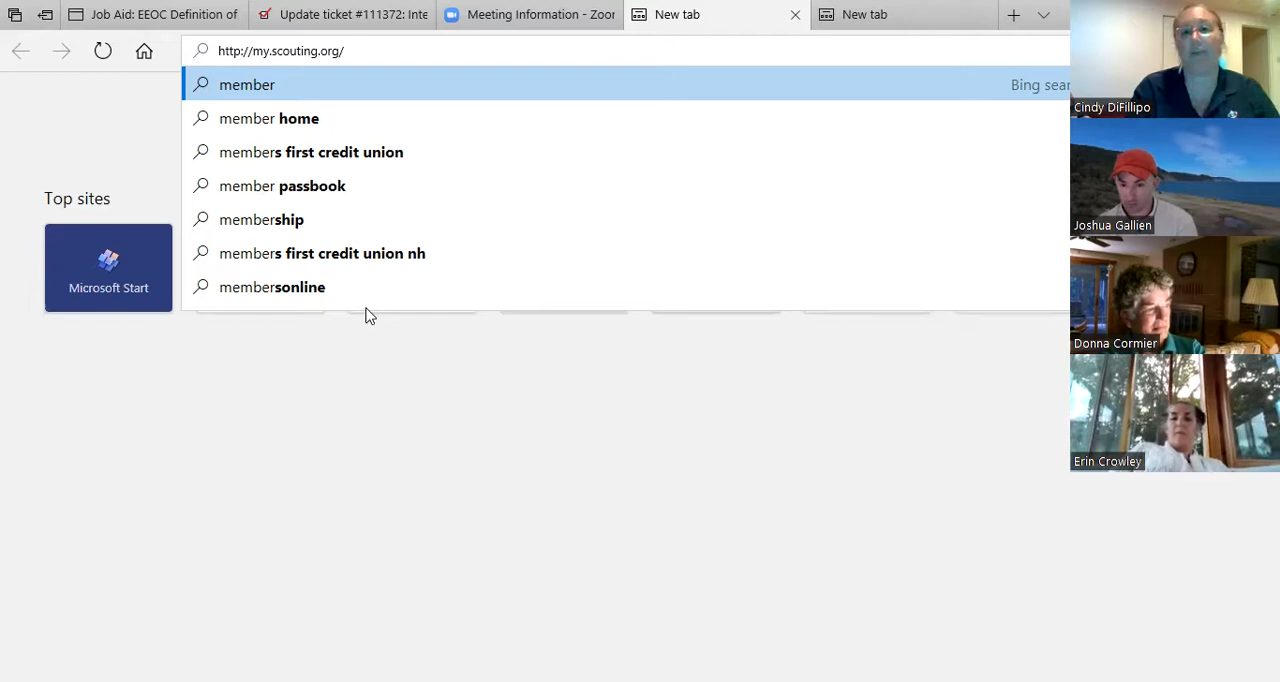 Job Aid: EEOC Definition of
Update ticket #111372: Inte
Meeting Information - Zoor
New tab
New tab
http://my.scouting.org/
member
Bing sear
member home
members first credit union
member passbook
membership
members first credit union nh
membersonline
Top sites
Microsoft Start
Cindy DiFillipo
Joshua Gallien
Donna Cormier
Erin Crowley